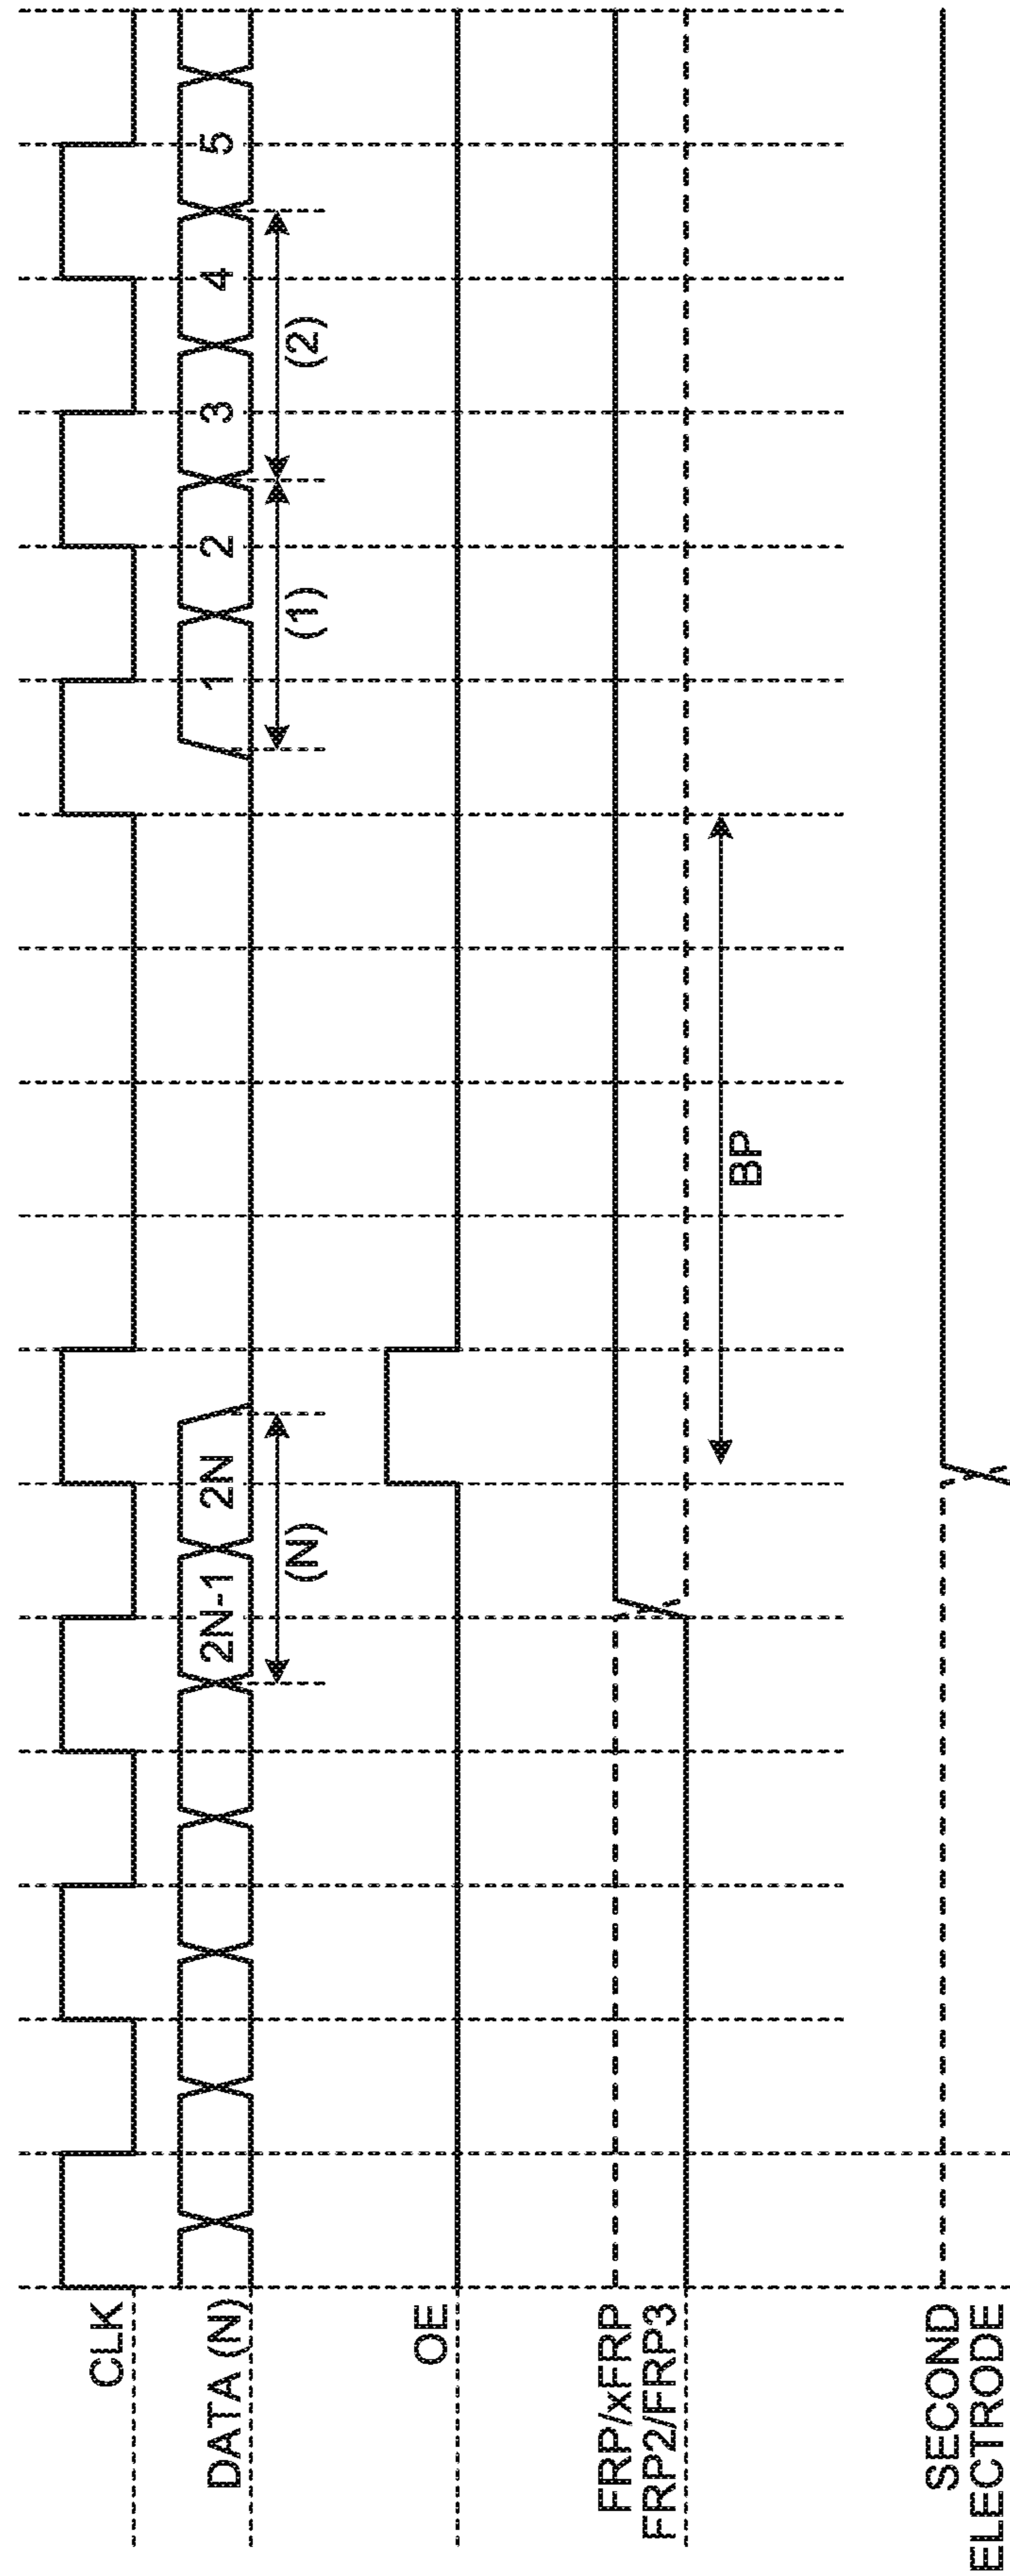 CLK
DATA (N)
2N-1
2N
1
2
3
4
5
(N)
(1)
(2)
OE
FRP/xFRP
FRP2/FRP3
BP
SECOND
ELECTRODE